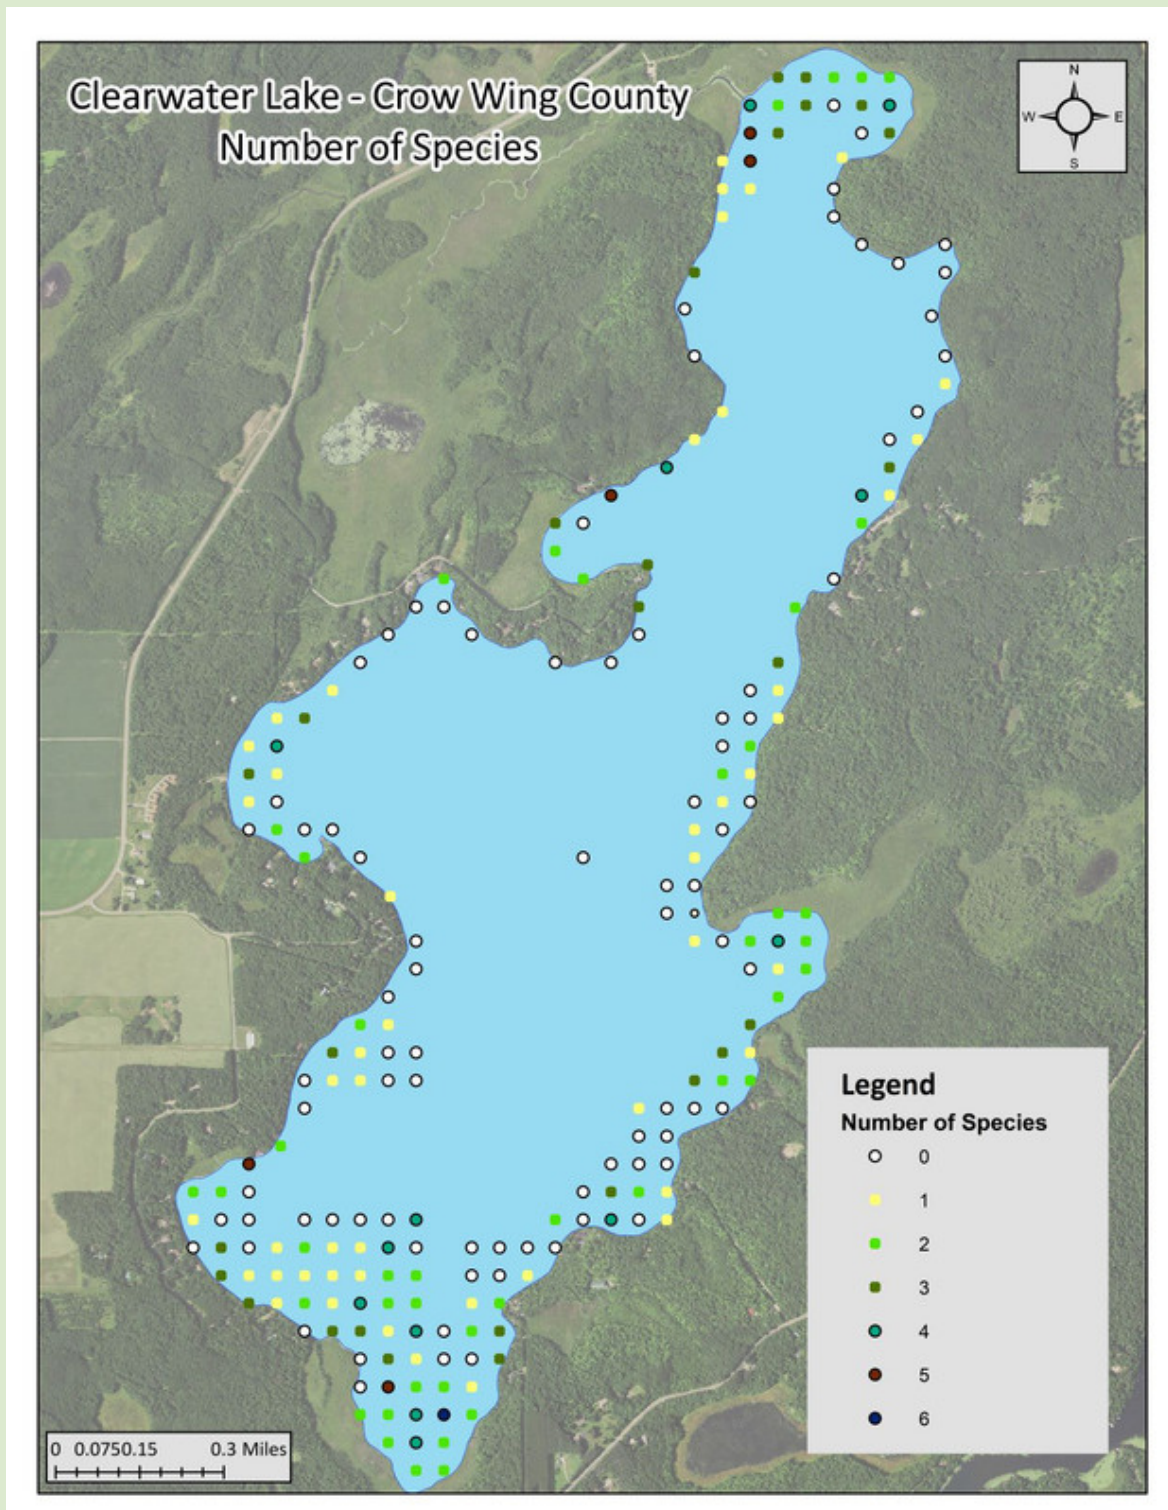 Clearwater Lake - Crow Wing County
Number of Species
N
W E
S
Legend
Number of Species
0
1
2
3
4
5
6
0 0.0750.15 0.3 Miles